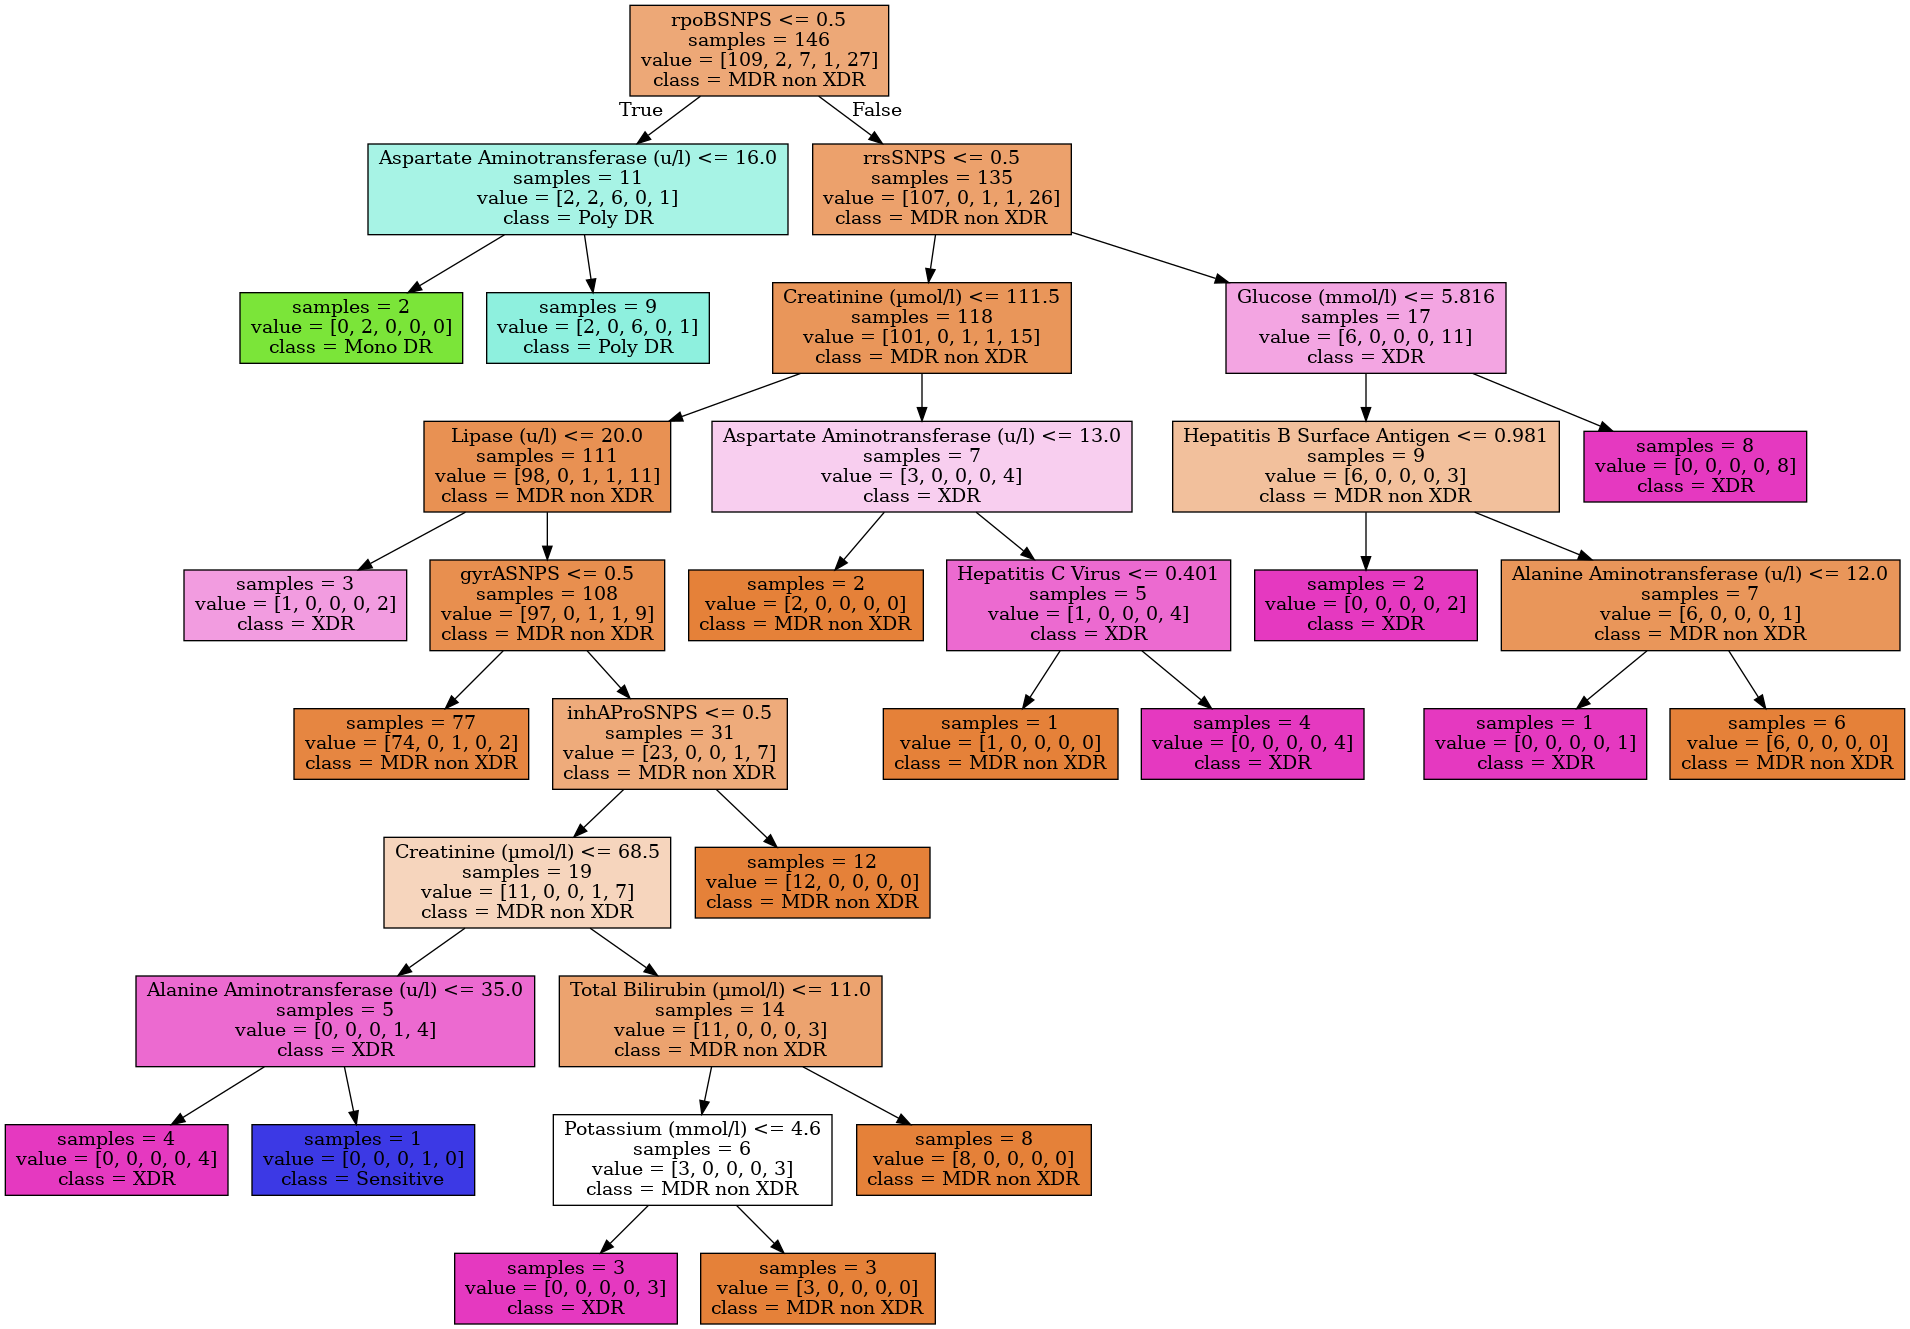 rpoBSNPS <= 0.5
samples = 146
value = [109, 2, 7, 1, 27]
class = MDR non XDR
True
False
Aspartate Aminotransferase (u/l) <= 16.0
samples = 11
value = [2, 2, 6, 0, 1]
class = Poly DR
rrsSNPS <= 0.5
samples = 135
value = [107, 0, 1, 1, 26]
class = MDR non XDR
samples = 2
value = [0, 2, 0, 0, 0]
class = Mono DR
samples = 9
value = [2, 0, 6, 0, 1]
class = Poly DR
Creatinine (µmol/l) <= 111.5
samples = 118
value = [101, 0, 1, 1, 15]
class = MDR non XDR
Glucose (mmol/l) <= 5.816
samples = 17
value = [6, 0, 0, 0, 11]
class = XDR
Lipase (u/l) <= 20.0
samples = 111
value = [98, 0, 1, 1, 11]
class = MDR non XDR
Aspartate Aminotransferase (u/l) <= 13.0
samples = 7
value = [3, 0, 0, 0, 4]
class = XDR
Hepatitis B Surface Antigen <= 0.981
samples = 9
value = [6, 0, 0, 0, 3]
class = MDR non XDR
samples = 8
value = [0, 0, 0, 0, 8]
class = XDR
samples = 3
value = [1, 0, 0, 0, 2]
class = XDR
gyrASNPS <= 0.5
samples = 108
value = [97, 0, 1, 1, 9]
class = MDR non XDR
samples = 2
value = [2, 0, 0, 0, 0]
class = MDR non XDR
Hepatitis C Virus <= 0.401
samples = 5
value = [1, 0, 0, 0, 4]
class = XDR
samples = 2
value = [0, 0, 0, 0, 2]
class = XDR
Alanine Aminotransferase (u/l) <= 12.0
samples = 7
value = [6, 0, 0, 0, 1]
class = MDR non XDR
samples = 77
value = [74, 0, 1, 0, 2]
class = MDR non XDR
inhAProSNPS <= 0.5
samples = 31
value = [23, 0, 0, 1, 7]
class = MDR non XDR
samples = 1
value = [1, 0, 0, 0, 0]
class = MDR non XDR
samples = 4
value = [0, 0, 0, 0, 4]
class = XDR
samples = 1
value = [0, 0, 0, 0, 1]
class = XDR
samples = 6
value = [6, 0, 0, 0, 0]
class = MDR non XDR
Creatinine (µmol/l) <= 68.5
samples = 19
value = [11, 0, 0, 1, 7]
class = MDR non XDR
samples = 12
value = [12, 0, 0, 0, 0]
class = MDR non XDR
Alanine Aminotransferase (u/l) <= 35.0
samples = 5
value = [0, 0, 0, 1, 4]
class = XDR
Total Bilirubin (µmol/l) <= 11.0
samples = 14
value = [11, 0, 0, 0, 3]
class = MDR non XDR
samples = 4
value = [0, 0, 0, 0, 4]
class = XDR
samples = 1
value = [0, 0, 0, 1, 0]
class = Sensitive
Potassium (mmol/l) <= 4.6
samples = 6
value = [3, 0, 0, 0, 3]
class = MDR non XDR
samples = 8
value = [8, 0, 0, 0, 0]
class = MDR non XDR
samples = 3
value = [0, 0, 0, 0, 3]
class = XDR
samples = 3
value = [3, 0, 0, 0, 0]
class = MDR non XDR